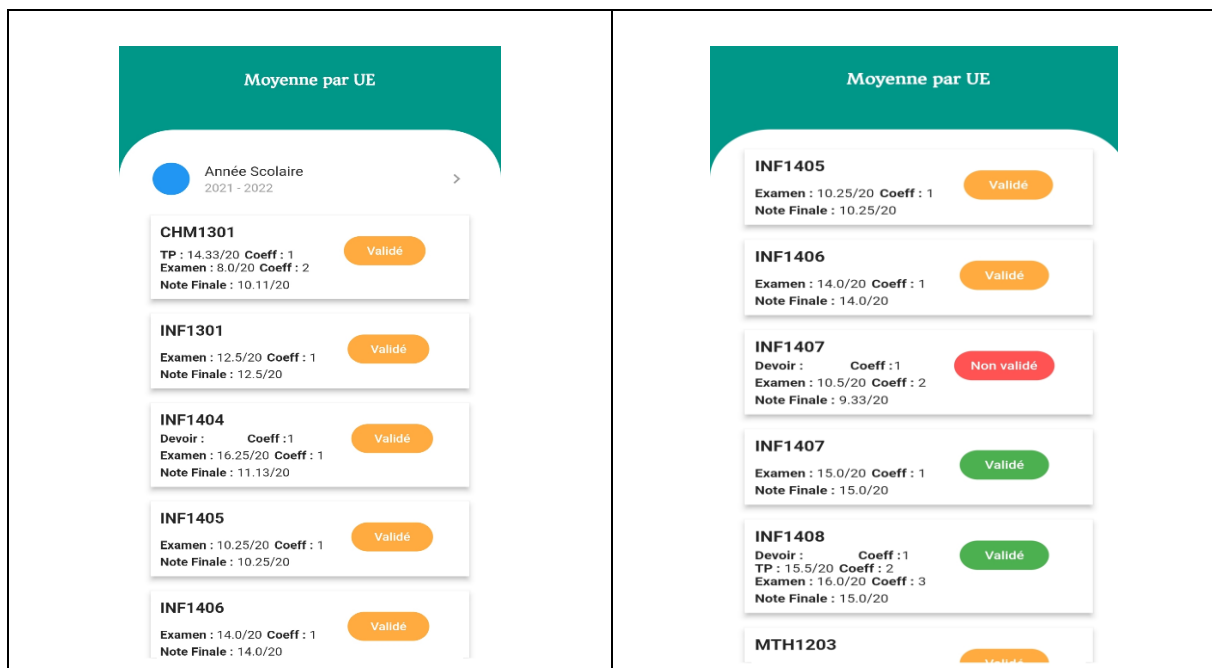 Moyenne par UE
Année Scolaire
2021 - 2022
CHM1301
TP : 14.33/20 Coeff : 1
Validé
Examen : 8.0/20 Coeff : 2
Note Finale : 10.11/20
INF1301
Validé
Examen : 12.5/20 Coeff : 1
Note Finale : 12.5/20
INF1404
Devoir : Coeff :1
Validé
Examen : 16.25/20 Coeff : 1
Note Finale : 11.13/20
INF1405
Validé
Examen : 10.25/20 Coeff : 1
Note Finale : 10.25/20
INF1406
Validé
Examen : 14.0/20 Coeff : 1
Note Finale : 14.0/20
Moyenne par UE
INF1405
Validé
Examen : 10.25/20 Coeff : 1
Note Finale : 10.25/20
INF1406
Validé
Examen : 14.0/20 Coeff : 1
Note Finale : 14.0/20
INF1407
Devoir : Coeff :1
Non validé
Examen : 10.5/20 Coeff : 2
Note Finale : 9.33/20
INF1407
Validé
Examen : 15.0/20 Coeff : 1
Note Finale : 15.0/20
INF1408
Devoir : Coeff :1
Validé
TP : 15.5/20 Coeff : 2
Examen : 16.0/20 Coeff : 3
Note Finale : 15.0/20
MTH1203
Validé